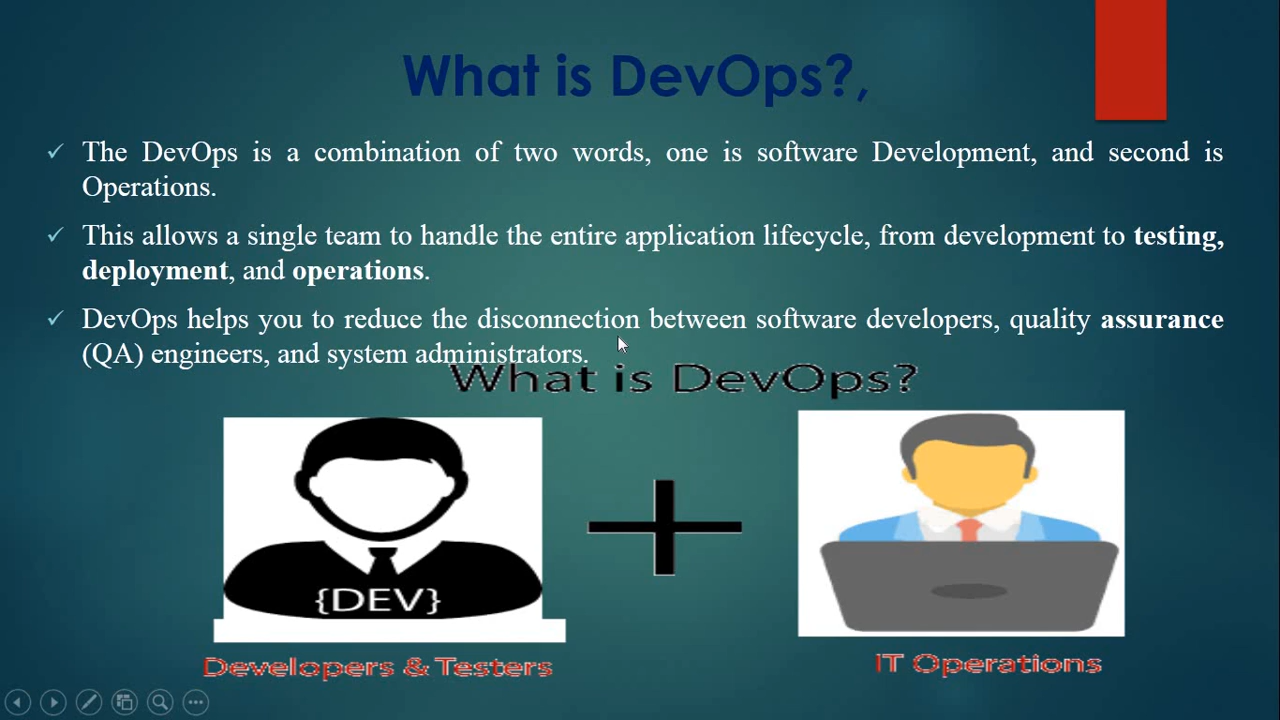 What is DevOps?,
The DevOps is a combination of two words, one is software Development, and second is
Operations.
This allows a single team to handle the entire application lifecycle, from development to testing,
deployment, and operations.
DevOps helps you to reduce the disconnection between software developers, quality assurance
(QA) engineers, and system administrators.
What is DevOps?
{DEV}
Developers & Testers
IT Operations